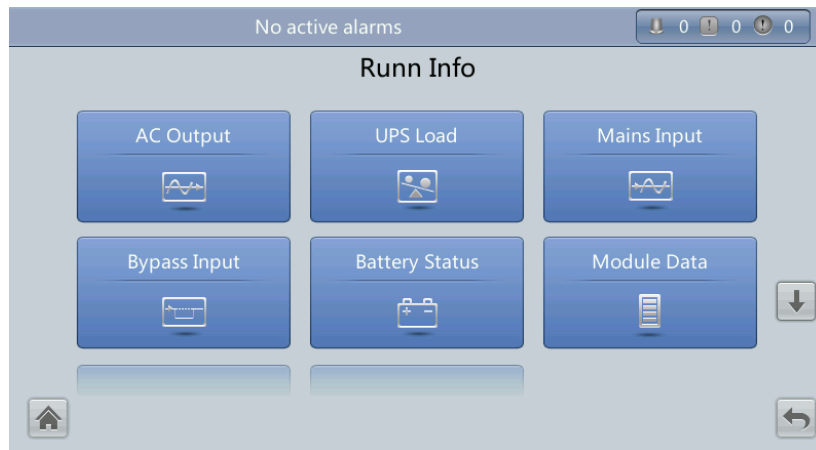 No active alarms
0 0 0
Runn Info
AC Output
UPS Load
Mains Input
Bypass Input
Battery Status
Module Data